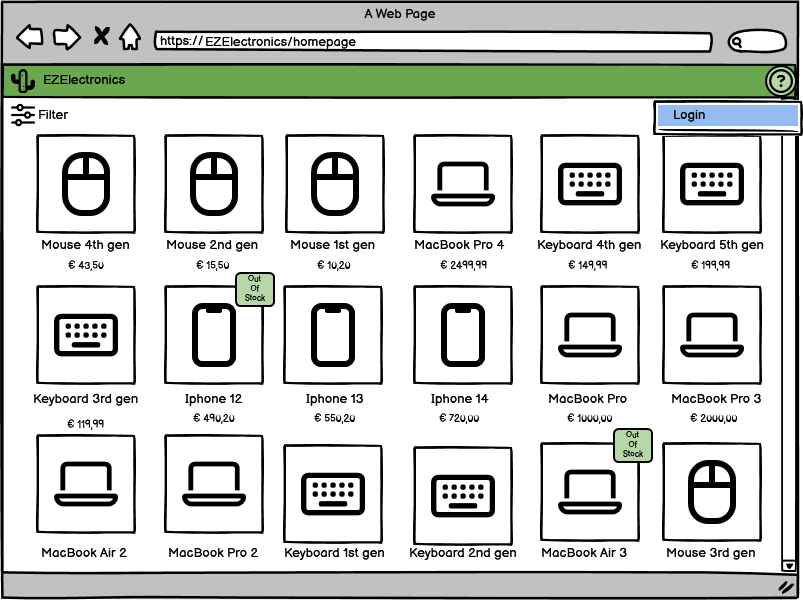 A Web Page
https:// EZElectronics/homepage
EZElectronics
?
Filter
Login
Mouse 4th gen
Mouse 2nd gen
Mouse 1st gen
MacBook Pro 4
Keyboard 4th gen
Keyboard 5th gen
€ 43,50
€ 15,50
€ 10,20
€ 2499,99
€ 149,99
€ 199,99
Out
Of
Stock
Keyboard 3rd gen
Iphone 12
Iphone 13
Iphone 14
MacBook Pro
MacBook Pro 3
€ 119,99
€ 490,20
€ 550,20
€ 720,00
€ 1000,00
€ 2000,00
Out
Of
Stock
MacBook Air 2
MacBook Pro 2
Keyboard 1st gen
Keyboard 2nd gen
MacBook Air 3
Mouse 3rd gen